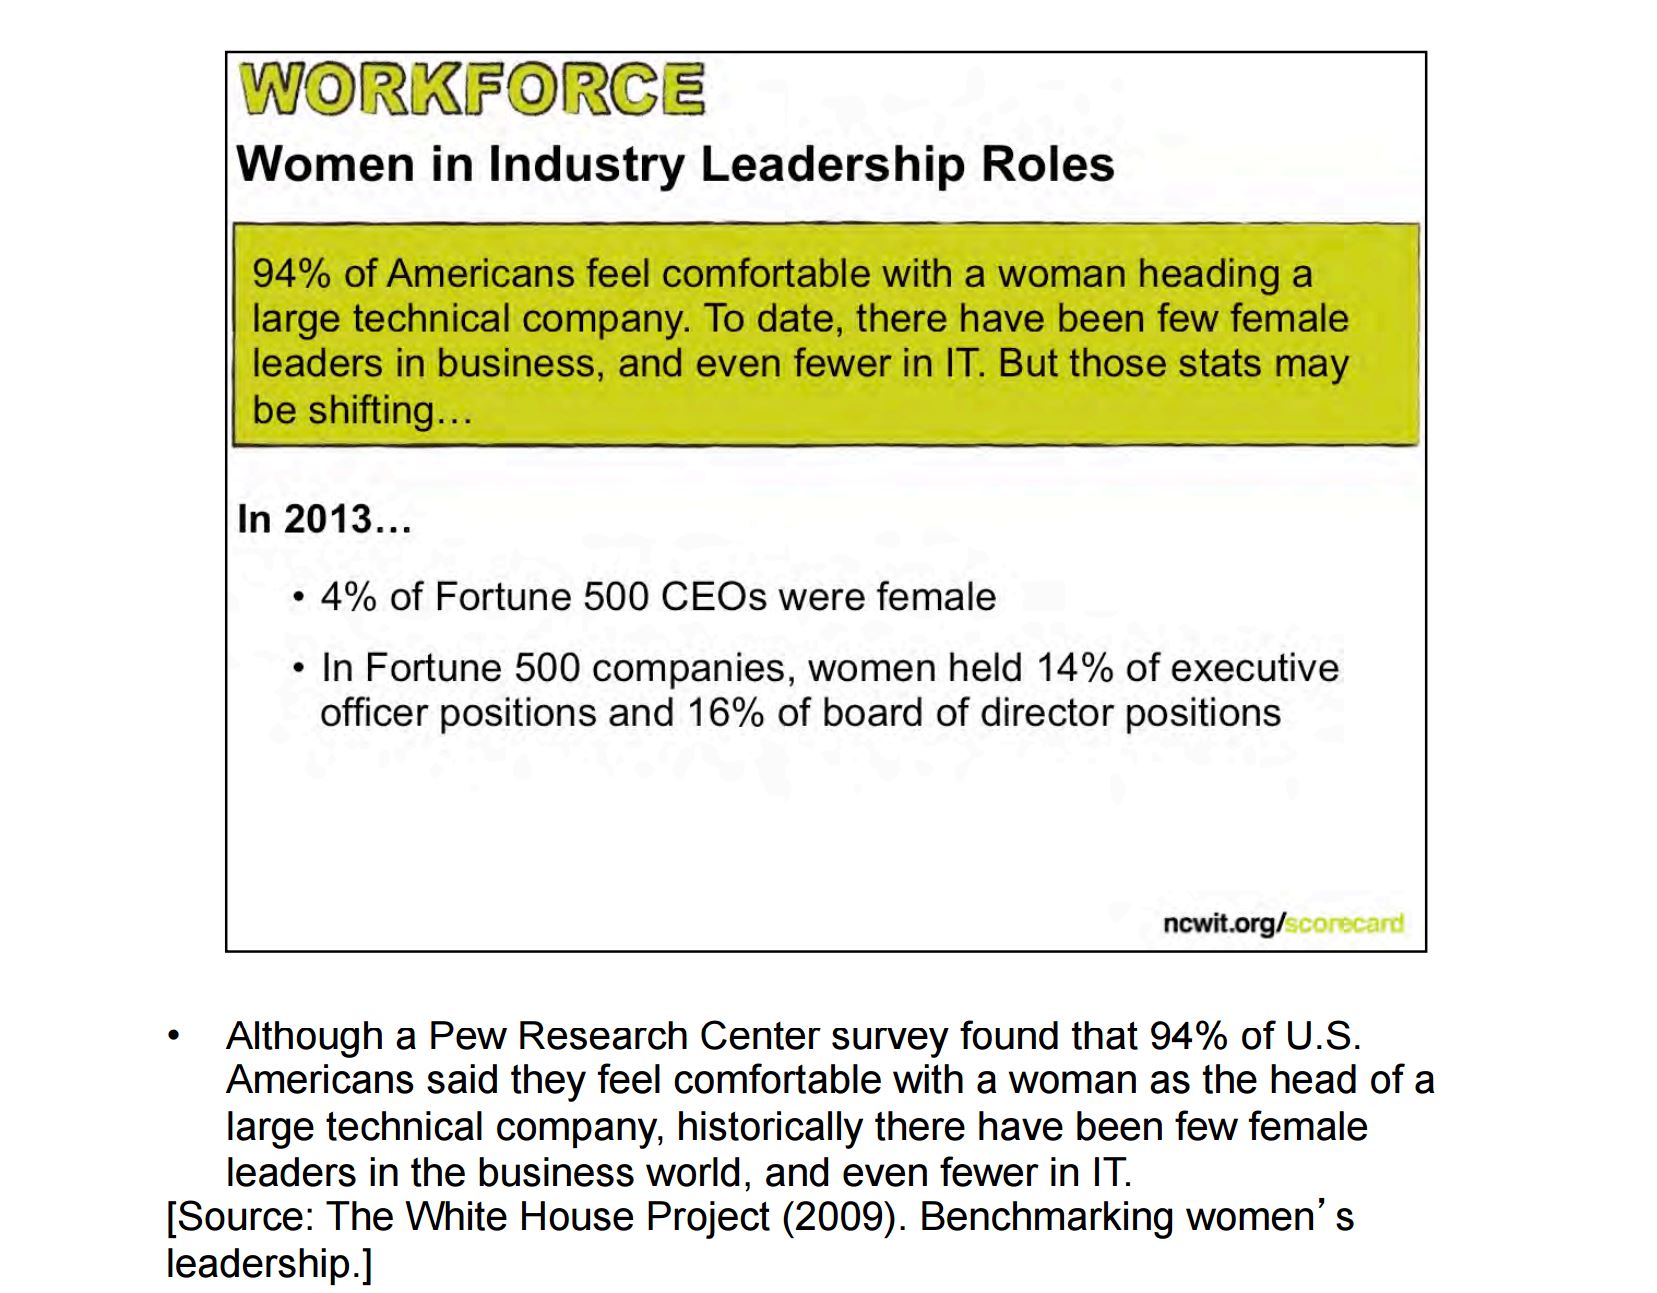 WORKFORCE
Women in Industry Leadership Roles
94% of Americans feel comfortable with a woman heading a
large technical company. To date, there have been few female
leaders in business, and even fewer in IT. But those stats may
be shifting…
In 2013…
• 4% of Fortune 500 CEOs were female
• In Fortune 500 companies, women held 14% of executive
officer positions and 16% of board of director positions
ncwit.org/scorecard
• Although a Pew Research Center survey found that 94% of U.S.
Americans said they feel comfortable with a woman as the head of a
large technical company, historically there have been few female
leaders in the business world, and even fewer in IT.
[Source: The White House Project (2009). Benchmarking women’s
leadership.]